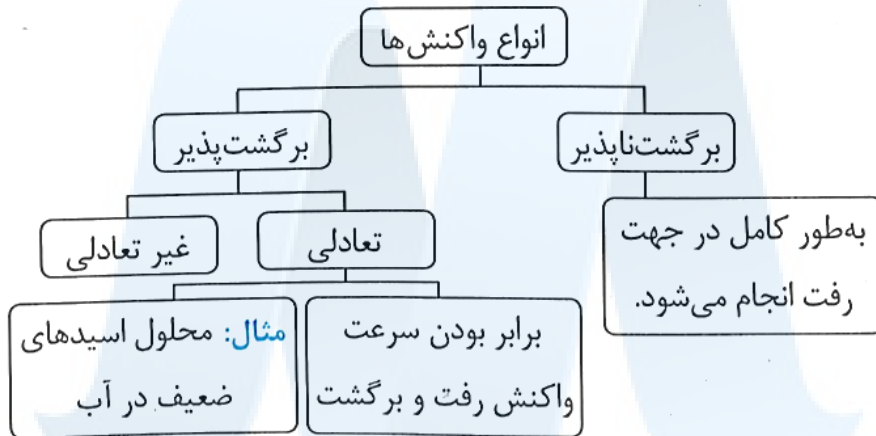 انواع واکنش‌ها
برگشت‌ناپذیر
برگشت‌پذیر
به‌طور کامل در جهت
رفت انجام می‌شود.
تعادلی
غیر تعادلی
برابر بودن سرعت
واکنش رفت و برگشت
مثال: محلول اسیدهای
ضعیف در آب